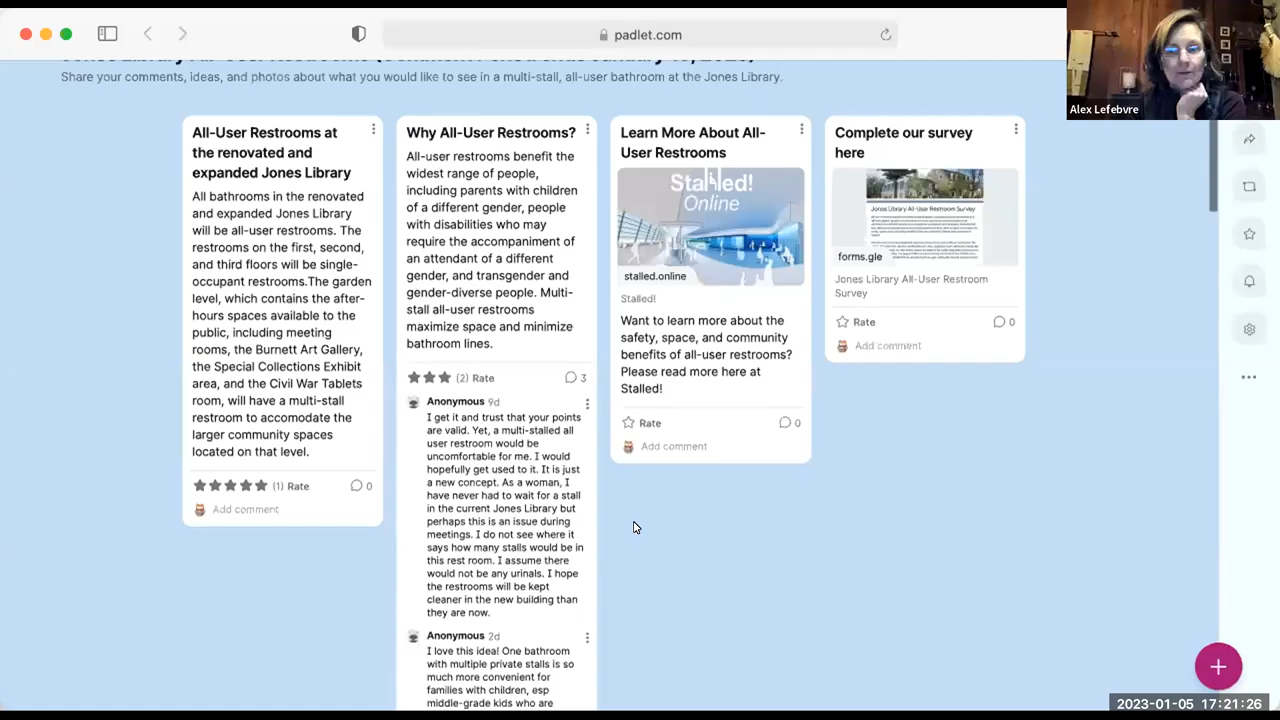 padlet.com
Alex Lefebvre
Share your comments, ideas, and photos about what you would like to see in a multi-stall, all-user bathroom at the Jones Library.
All-User Restrooms at
the renovated and
expanded Jones Library
All bathrooms in the renovated
and expanded Jones Library
will be all-user restrooms. The
restrooms on the first, second,
and third floors will be single-
occupant restrooms.The garden
level, which contains the after-
hours spaces available to the
public, including meeting
rooms, the Burnett Art Gallery,
the Special Collections Exhibit
area, and the Civil War Tablets
room, will have a multi-stall
restroom to accomodate the
larger community spaces
located on that level.
(1) Rate
0
Add comment
Why All-User Restrooms?
All-user restrooms benefit the
widest range of people,
including parents with children
of a different gender, people
with disabilities who may
require the accompaniment of
an attendant of a different
gender, and transgender and
gender-diverse people. Multi-
stall all-user restrooms
maximize space and minimize
bathroom lines.
(2) Rate
3
Anonymous 9d
I get it and trust that your points
are valid. Yet, a multi-stalled all
user restroom would be
uncomfortable for me. I would
hopefully get used to it. It is just
a new concept. As a woman, I
have never had to wait for a stall
in the current Jones Library but
perhaps this is an issue during
meetings. I do not see where it
says how many stalls would be in
this rest room. I assume there
would not be any urinals. I hope
the restrooms will be kept
cleaner in the new building than
they are now.
Anonymous 2d
I love this idea! One bathroom
with multiple private stalls is so
much more convenient for
families with children, esp
middle-grade kids who are
Learn More About All-
User Restrooms
Stalled!
Online
stalled.online
Stalled!
Want to learn more about the
safety, space, and community
benefits of all-user restrooms?
Please read more here at
Stalled!
Rate
0
Add comment
Complete our survey
here
Jones Library All-User Restroom Survey
forms.gle
Jones Library All-User Restroom
Survey
Rate
0
Add comment
2023-01-05 17:21:26